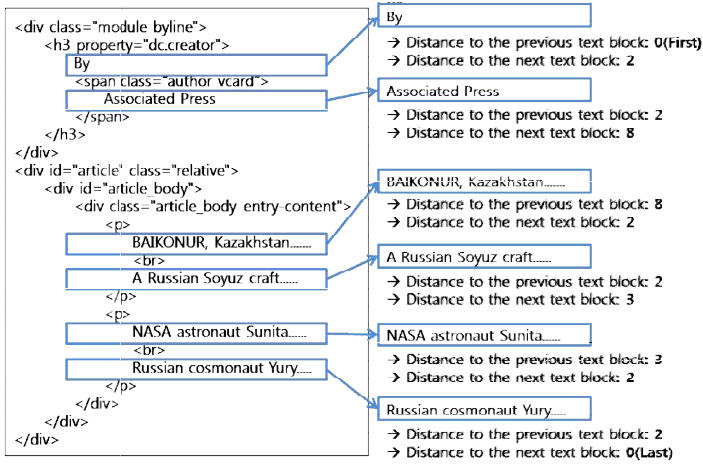 <div class="module byline">
<h3 property="dc.creator">
By
<span class="author vcard">
Associated Press
</span>
</h3>
</div>
<div id="article" class="relative">
<div id="article_body">
<div class="article_body entry-content">
<p>
BAIKONUR, Kazakhstan.......
<br>
A Russian Soyuz craft......
</p>
<p>
NASA astronaut Sunita......
<br>
Russian cosmonaut Yury.....
</p>
</div>
</div>
</div>
By
→ Distance to the previous text block: 0(First)
→ Distance to the next text block: 2
Associated Press
→ Distance to the previous text block: 2
→ Distance to the next text block: 8
BAIKONUR, Kazakhstan.......
→ Distance to the previous text block: 8
→ Distance to the next text block: 2
A Russian Soyuz craft......
→ Distance to the previous text block: 2
→ Distance to the next text block: 3
NASA astronaut Sunita......
→ Distance to the previous text block: 3
→ Distance to the next text block: 2
Russian cosmonaut Yury.....
→ Distance to the previous text block: 2
→ Distance to the next text block: 0(Last)